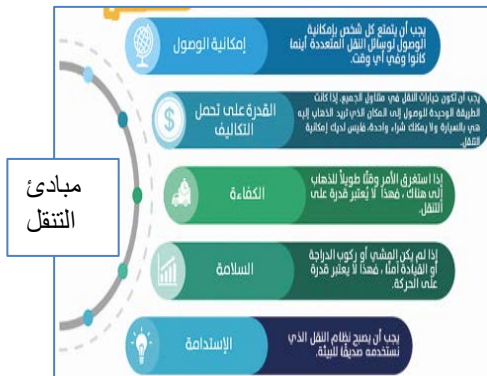 مبادئ
التنقل
إمكانية الوصول
يجب أن يتمتع كل شخص بإمكانية
الوصول لوسائل النقل المتعددة أينما
كانوا وفي أي وقت.
القدرة على تحمل
التكاليف
يجب أن تكون خيارات النقل في متناول الجميع. إذا كانت
الطريقة الوحيدة للوصول إلى المكان الذي تريد الذهاب إليه
هي بالسيارة ولا يمكنك شراء واحدة، فليس لديك إمكانية
التنقل.
الكفاءة
إذا استغرق الأمر وقتًا طويلاً للذهاب
إلى هناك ، فهذا لا يُعتبر قدرة على
التنقل.
السلامة
إذا لم يكن المشي أو ركوب الدراجة
أو القيادة آمنًا ، فهذا لا يعتبر قدرة
على الحركة.
الإستدامة
يجب أن يصبح نظام النقل الذي
نستخدمه صديقًا للبيئة.